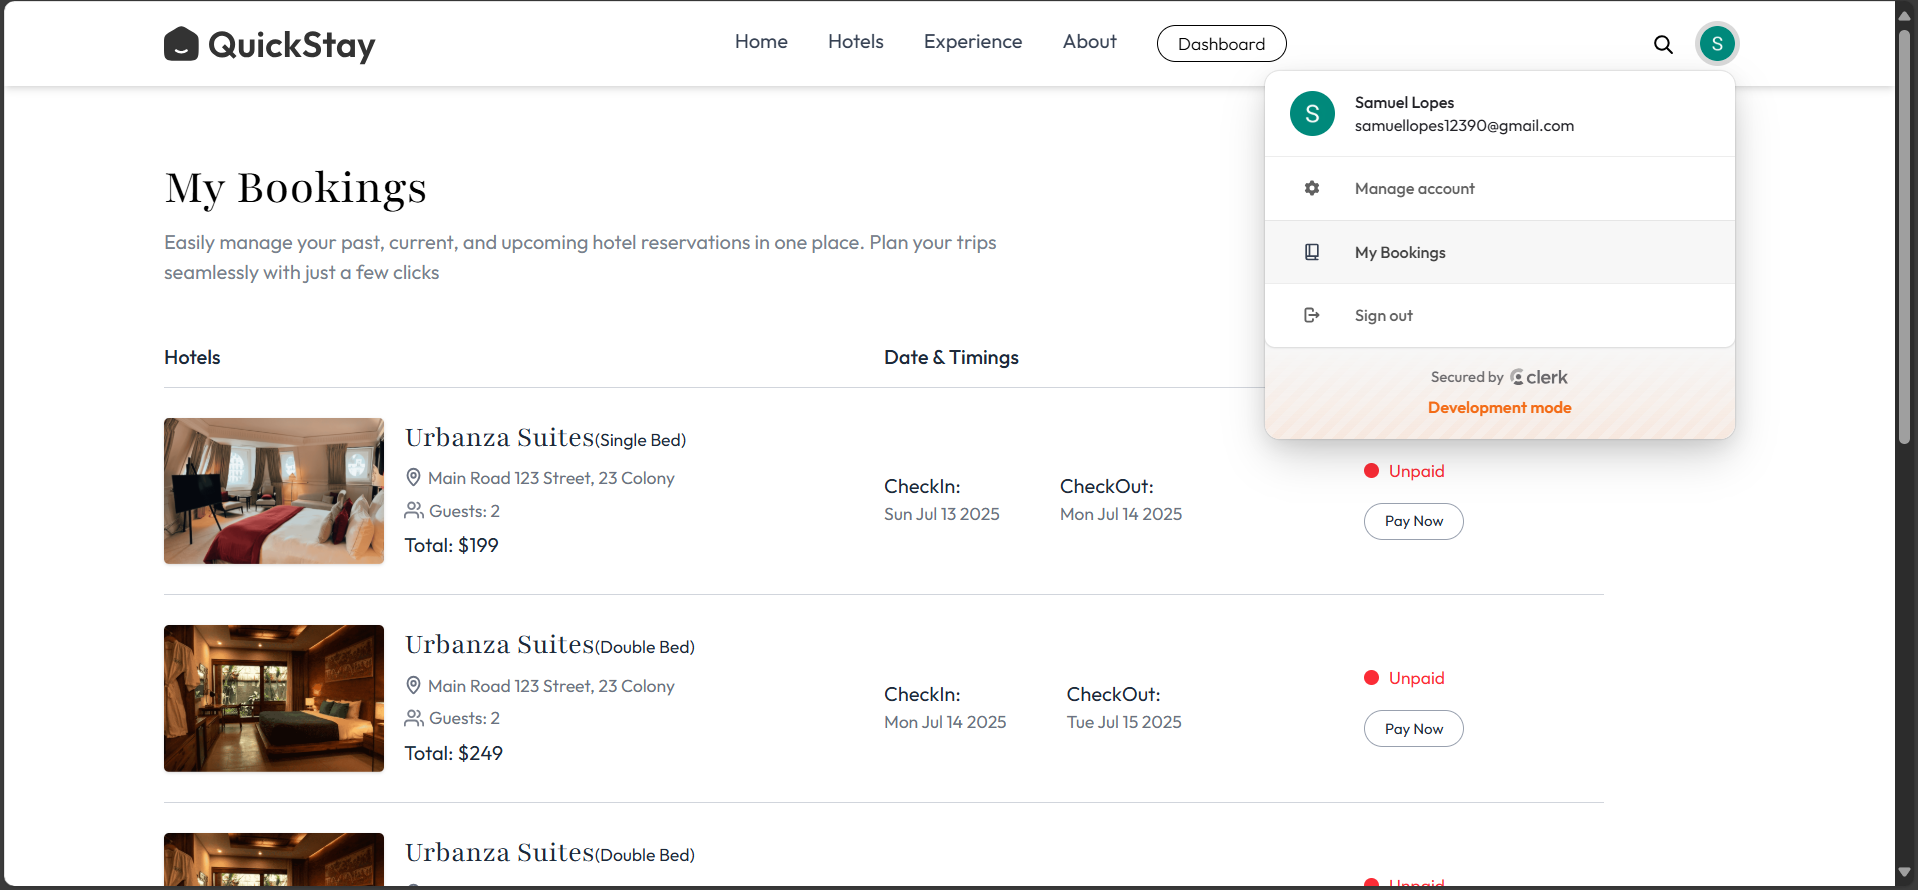 QuickStay
Home
Hotels
Experience
About
Dashboard
S
S
Samuel Lopes
samuellopes12390@gmail.com
Manage account
My Bookings
Sign out
Secured by clerk
Development mode
My Bookings
Easily manage your past, current, and upcoming hotel reservations in one place. Plan your trips
seamlessly with just a few clicks
Hotels
Date & Timings
Urbanza Suites(Single Bed)
Main Road 123 Street, 23 Colony
Guests: 2
Total: $199
CheckIn:
Sun Jul 13 2025
CheckOut:
Mon Jul 14 2025
Unpaid
Pay Now
Urbanza Suites(Double Bed)
Main Road 123 Street, 23 Colony
Guests: 2
Total: $249
CheckIn:
Mon Jul 14 2025
CheckOut:
Tue Jul 15 2025
Unpaid
Pay Now
Urbanza Suites(Double Bed)
Unpaid